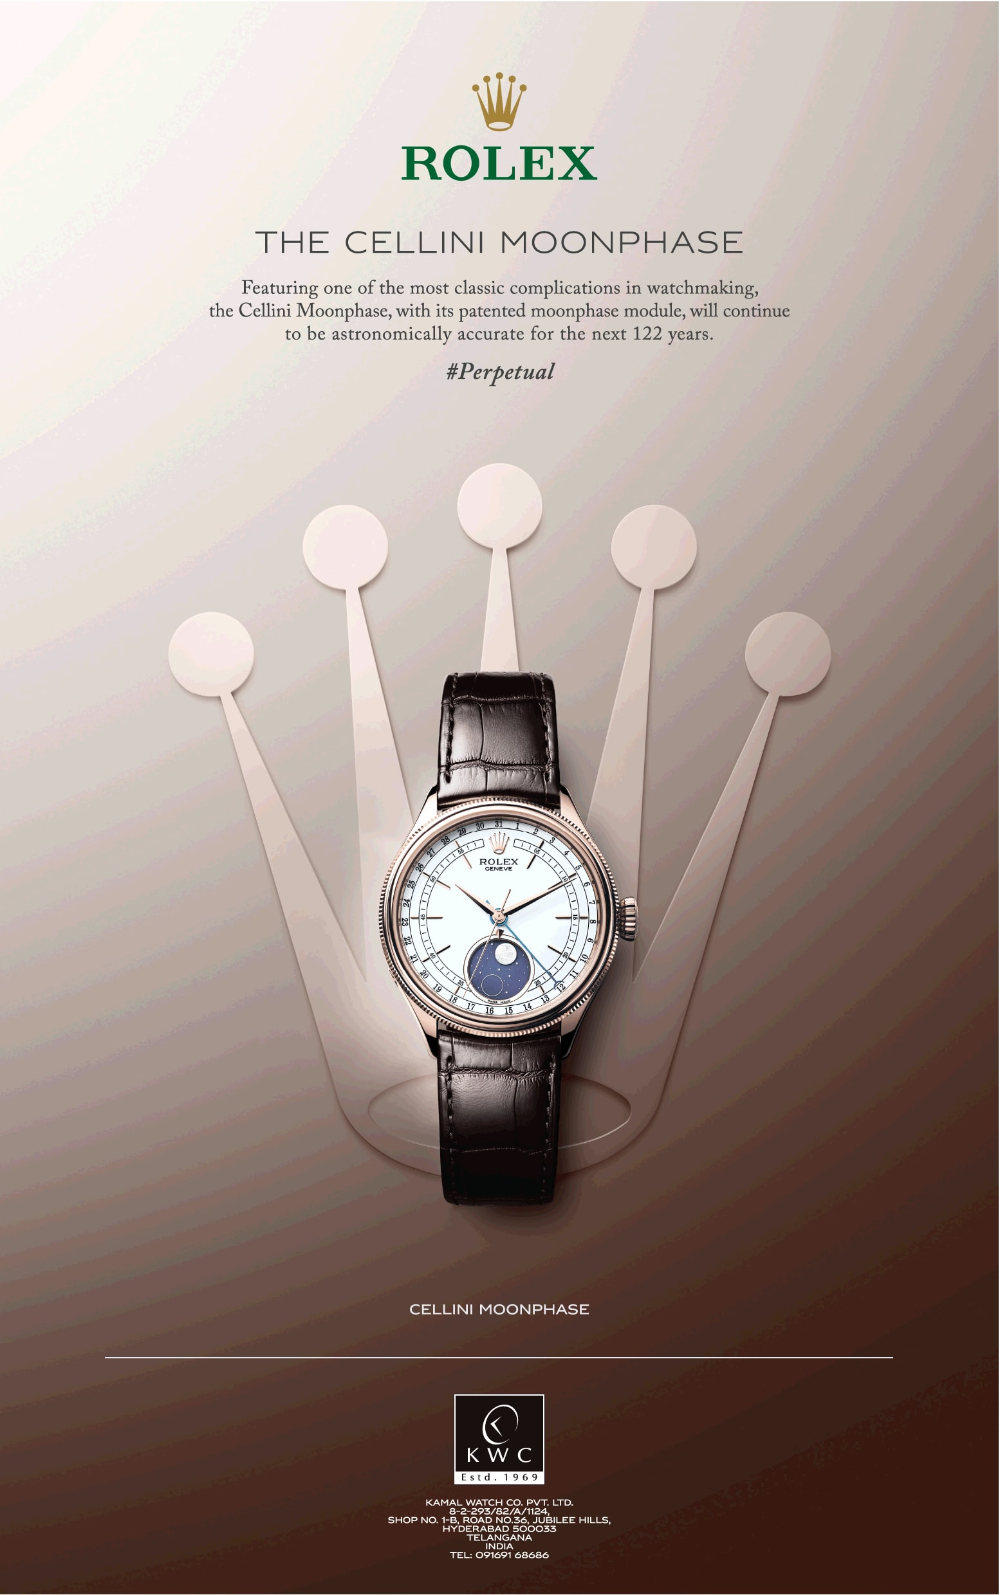 ROLEX
THE CELLINI MOONPHASE
Featuring one of the most classic complications in watchmaking,
the Cellini Moonphase, with its patented moonphase module, will continue
to be astronomically accurate for the next 122 years.
#Perpetual
ROLEX
GENEVE
CELLINI MOONPHASE
KWC
Estd. 1969
KAMAL WATCH CO. PVT. LTD.
8-2-293/82/A/1124,
SHOP NO. 1-B, ROAD NO.36, JUBILEE HILLS,
HYDERABAD 500033
TELANGANA
INDIA
TEL: 091691 68686